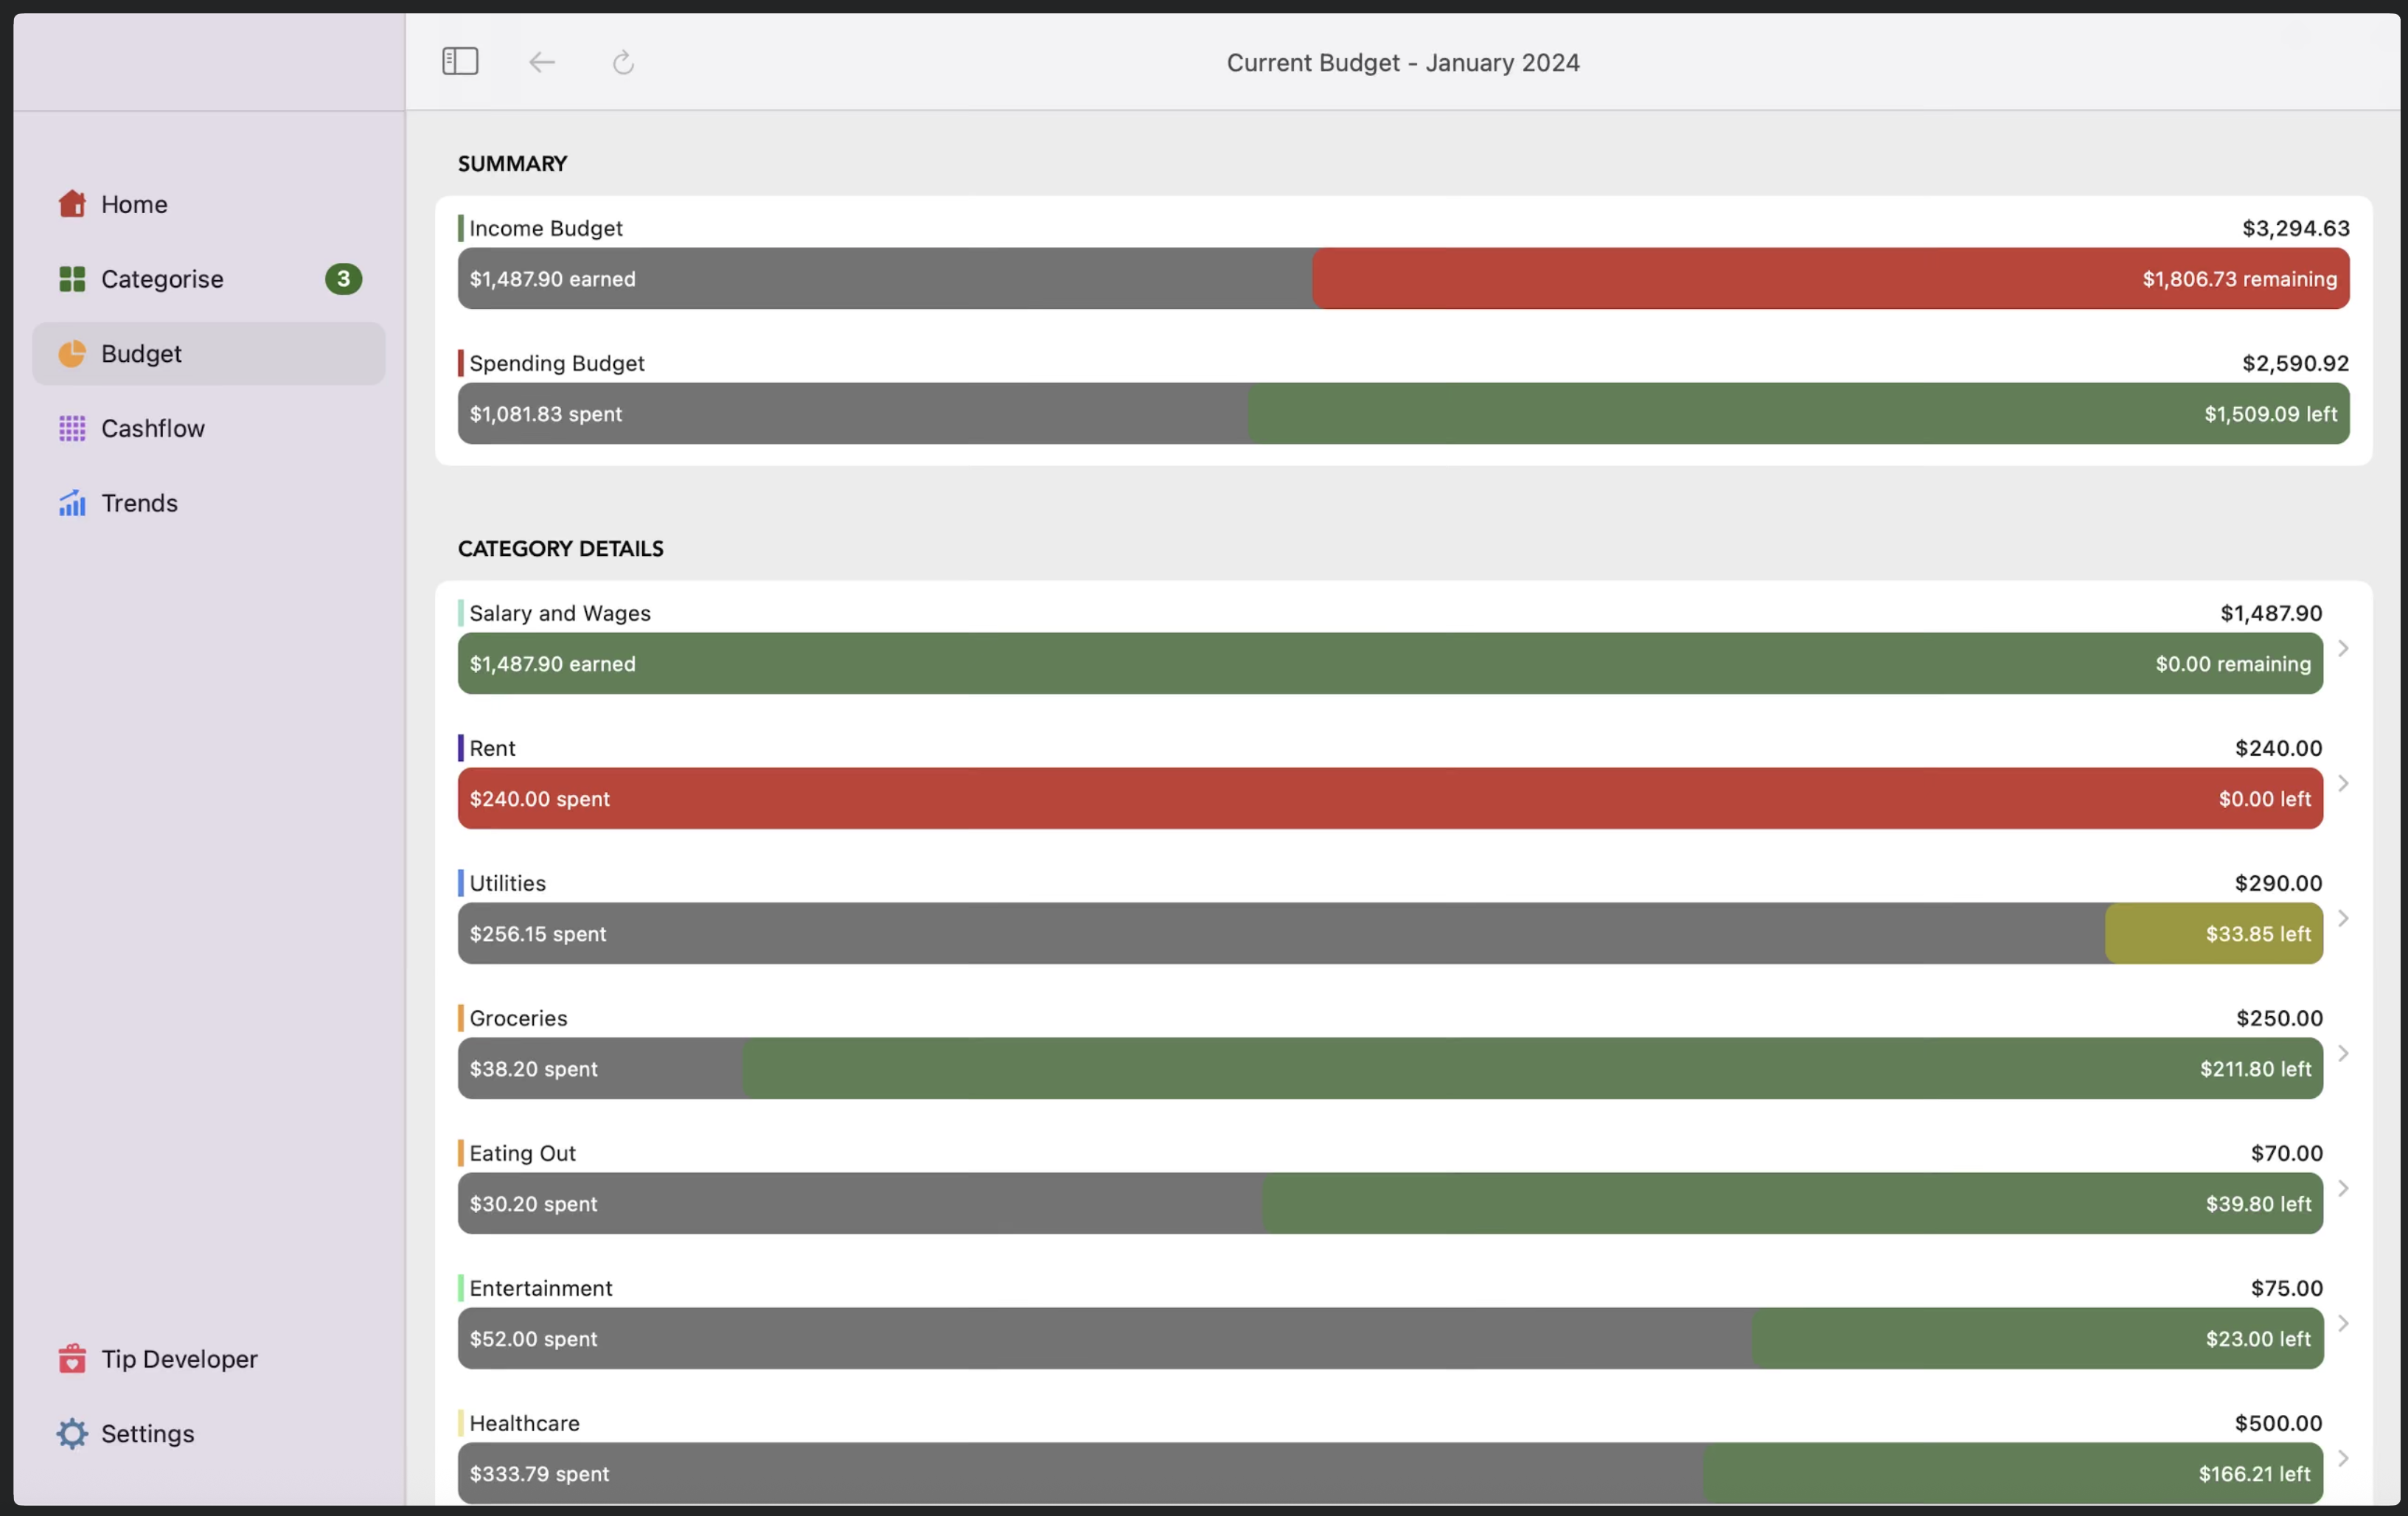 Current Budget - January 2024
Home
Categorise 3
Budget
Cashflow
Trends
Tip Developer
Settings
SUMMARY
Income Budget $3,294.63
$1,487.90 earned $1,806.73 remaining
Spending Budget $2,590.92
$1,081.83 spent $1,509.09 left
CATEGORY DETAILS
Salary and Wages $1,487.90
$1,487.90 earned $0.00 remaining
Rent $240.00
$240.00 spent $0.00 left
Utilities $290.00
$256.15 spent $33.85 left
Groceries $250.00
$38.20 spent $211.80 left
Eating Out $70.00
$30.20 spent $39.80 left
Entertainment $75.00
$52.00 spent $23.00 left
Healthcare $500.00
$333.79 spent $166.21 left